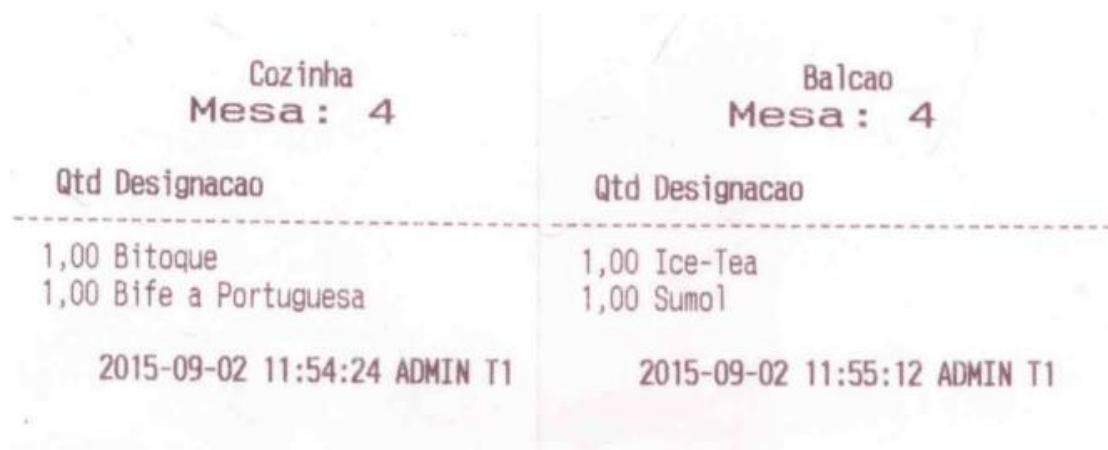 Cozinha
Mesa: 4
Qtd Designacao
1,00 Bitoque
1,00 Bife a Portuguesa
2015-09-02 11:54:24 ADMIN T1
Balcao
Mesa: 4
Qtd Designacao
1,00 Ice-Tea
1,00 Sumol
2015-09-02 11:55:12 ADMIN T1